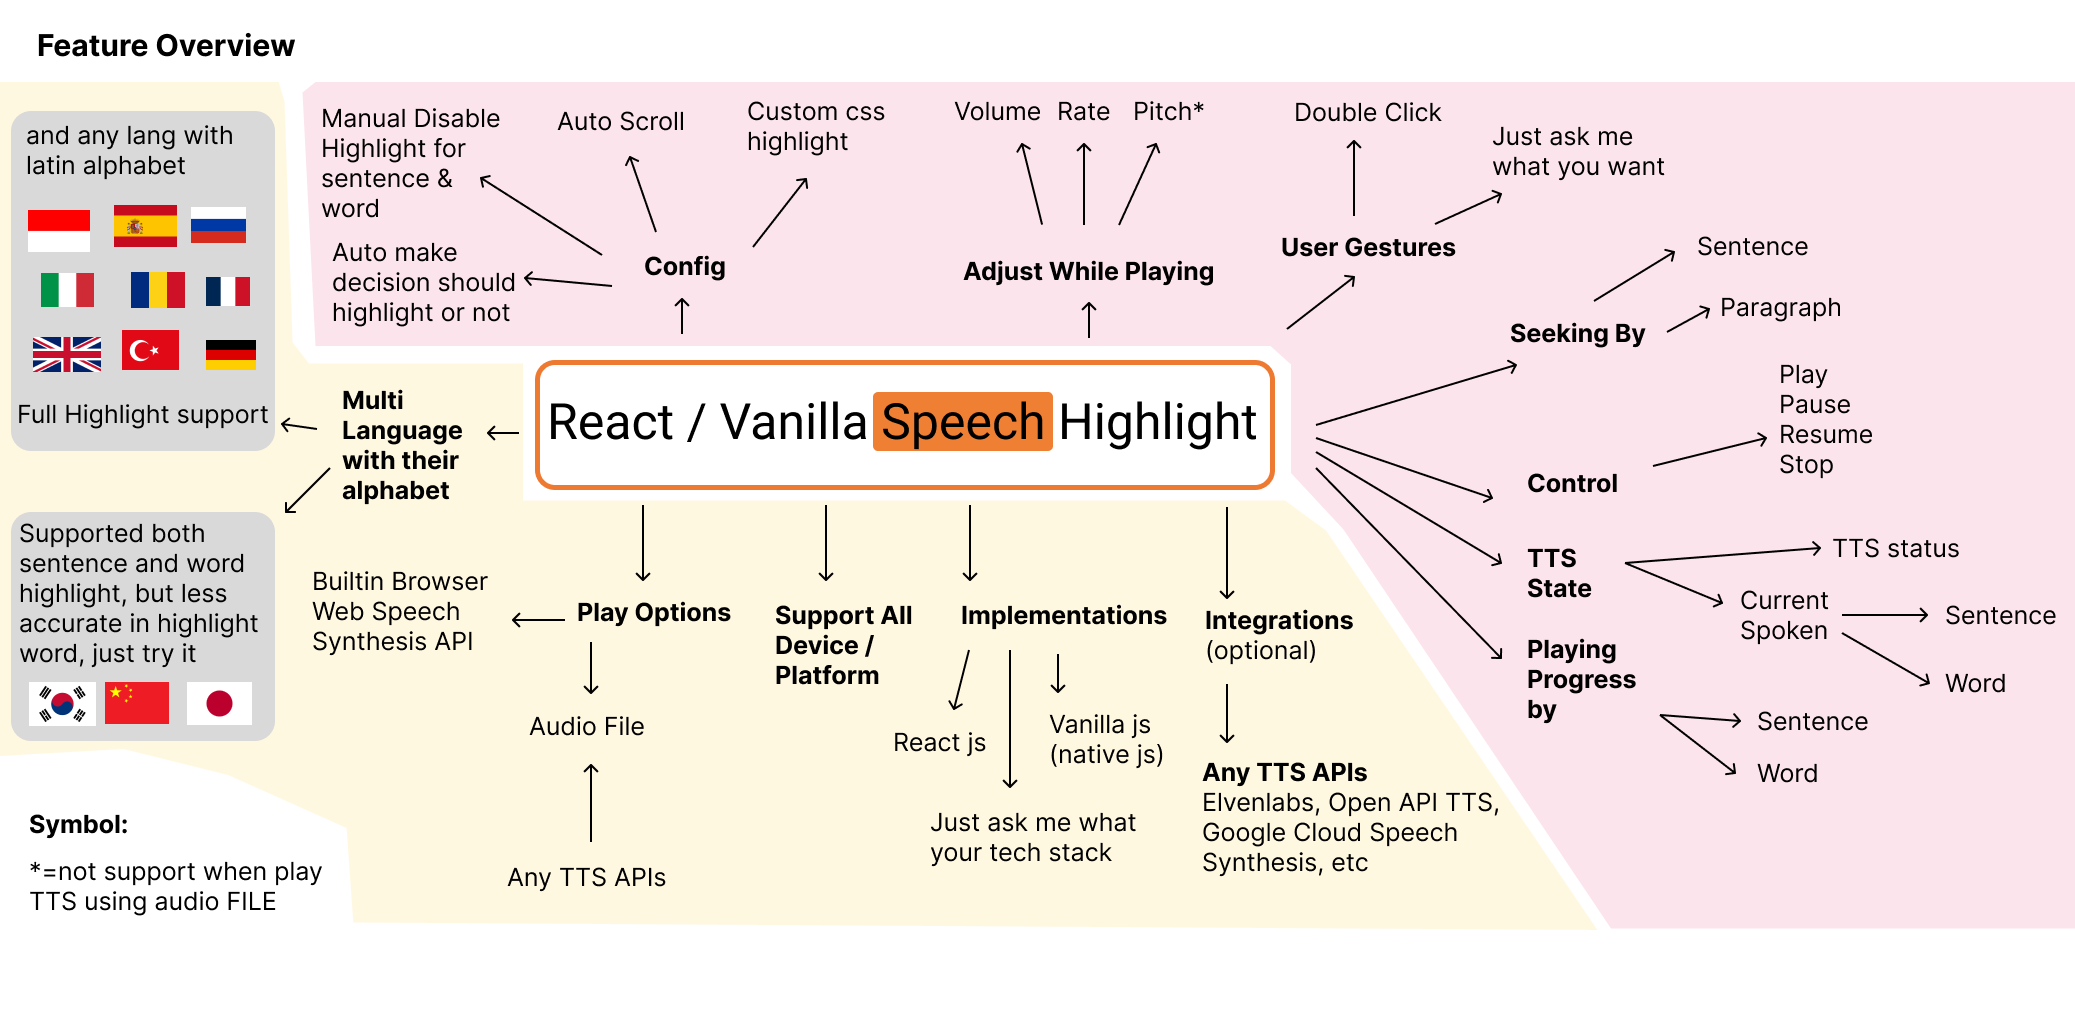 Feature Overview
and any lang with
latin alphabet
Full Highlight support
Supported both
sentence and word
highlight, but less
accurate in highlight
word, just try it
Symbol:
*=not support when play
TTS using audio FILE
Manual Disable
Highlight for
sentence &
word
Auto make
decision should
highlight or not
Auto Scroll
Custom css
highlight
Config
Volume Rate Pitch*
Adjust While Playing
Double Click
Just ask me
what you want
User Gestures
Multi
Language
with their
alphabet
React / Vanilla Speech Highlight
Seeking By
Sentence
Paragraph
Control
Play
Pause
Resume
Stop
TTS
State
TTS status
Current
Spoken
Sentence
Word
Playing
Progress
by
Sentence
Word
Builtin Browser
Web Speech
Synthesis API
Play Options
Audio File
Any TTS APIs
Support All
Device /
Platform
Implementations
React js
Vanilla js
(native js)
Just ask me what
your tech stack
Integrations
(optional)
Any TTS APIs
Elvenlabs, Open API TTS,
Google Cloud Speech
Synthesis, etc